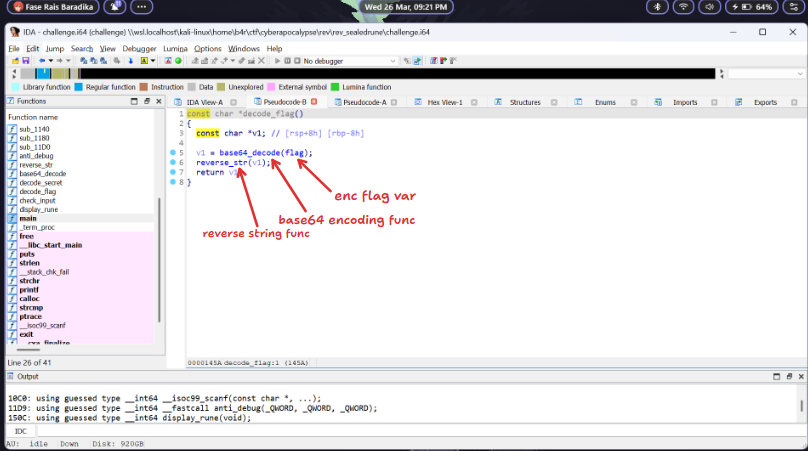 Fase Rais Baradika
Wed 26 Mar, 09:21 PM
64%
IDA - challenge.i64 (challenge) \\wsl.localhost\kali-linux\home\b4r\ctf\cyberapocalypse\rev\rev_sealedrune\challenge.i64
File Edit Jump Search View Debugger Lumina Options Windows Help
No debugger
Library function Regular function Instruction Data Unexplored External symbol Lumina function
Functions
IDA View-A Pseudocode-B Pseudocode-A Hex View-1 Structures Enums Imports Exports
Function name
sub_1140
sub_1180
sub_11D0
anti_debug
reverse_str
base64_decode
decode_secret
decode_flag
check_input
display_rune
main
_term_proc
free
__libc_start_main
puts
strlen
__stack_chk_fail
strchr
printf
calloc
strcmp
ptrace
__isoc99_scanf
exit
__cxa_finalize
Line 26 of 41
1 const char *decode_flag()
2 {
3 const char *v1; // [rsp+8h] [rbp-8h]
4
5 v1 = base64_decode(flag);
6 reverse_str(v1);
7 return v1
8 }
enc flag var
base64 encoding func
reverse string func
0000145A decode_flag:1 (145A)
Output
10C0: using guessed type __int64 __isoc99_scanf(const char *, ...);
11D9: using guessed type __int64 __fastcall anti_debug(_QWORD, _QWORD, _QWORD);
150C: using guessed type __int64 display_rune(void);
IDC
AU: idle Down Disk: 920GB